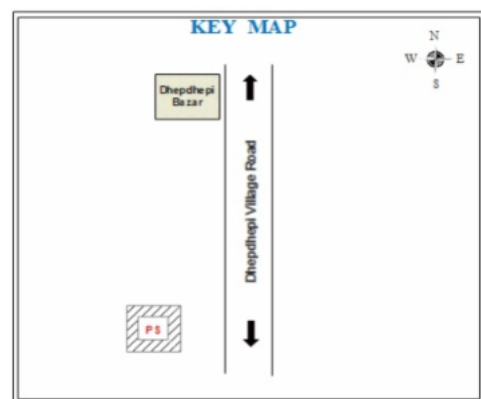 KEY MAP
N
W E
S
Dhepdhepi
Bazar
Dhepdhepi Village Road
PS